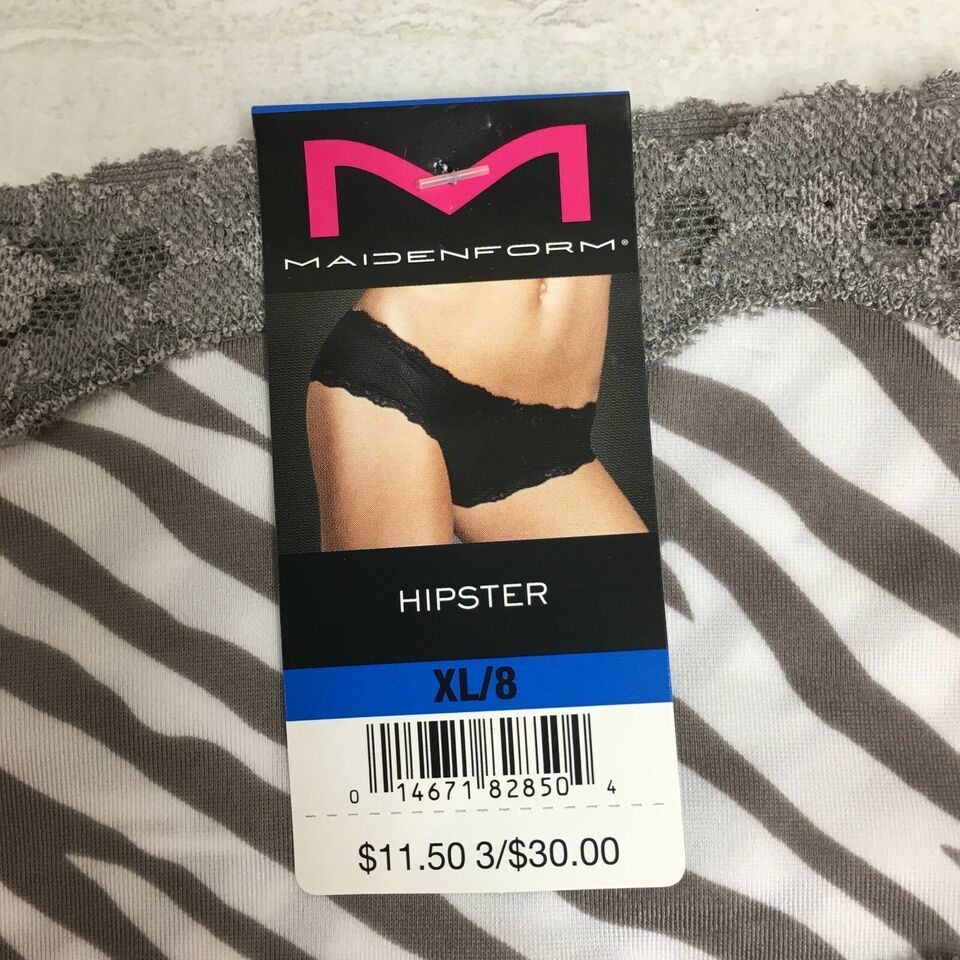 MAIDENFORM®
HIPSTER
XL/8
0 14671 82850 4
$11.50 3/$30.00